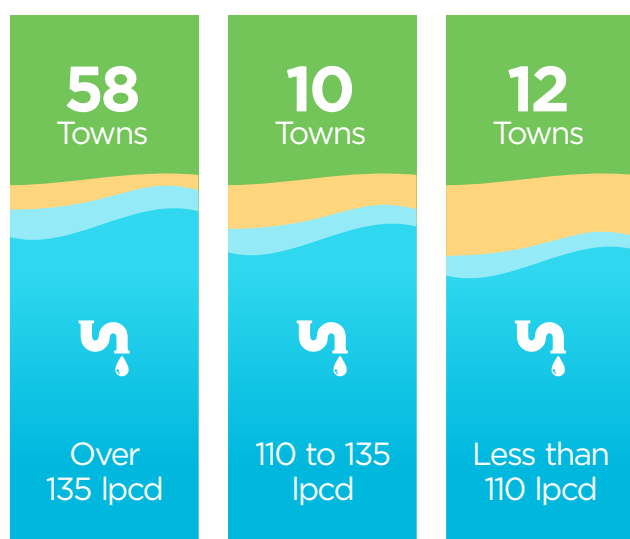 58
Towns
Over
135 lpcd
10
Towns
110 to 135
lpcd
12
Towns
Less than
110 lpcd